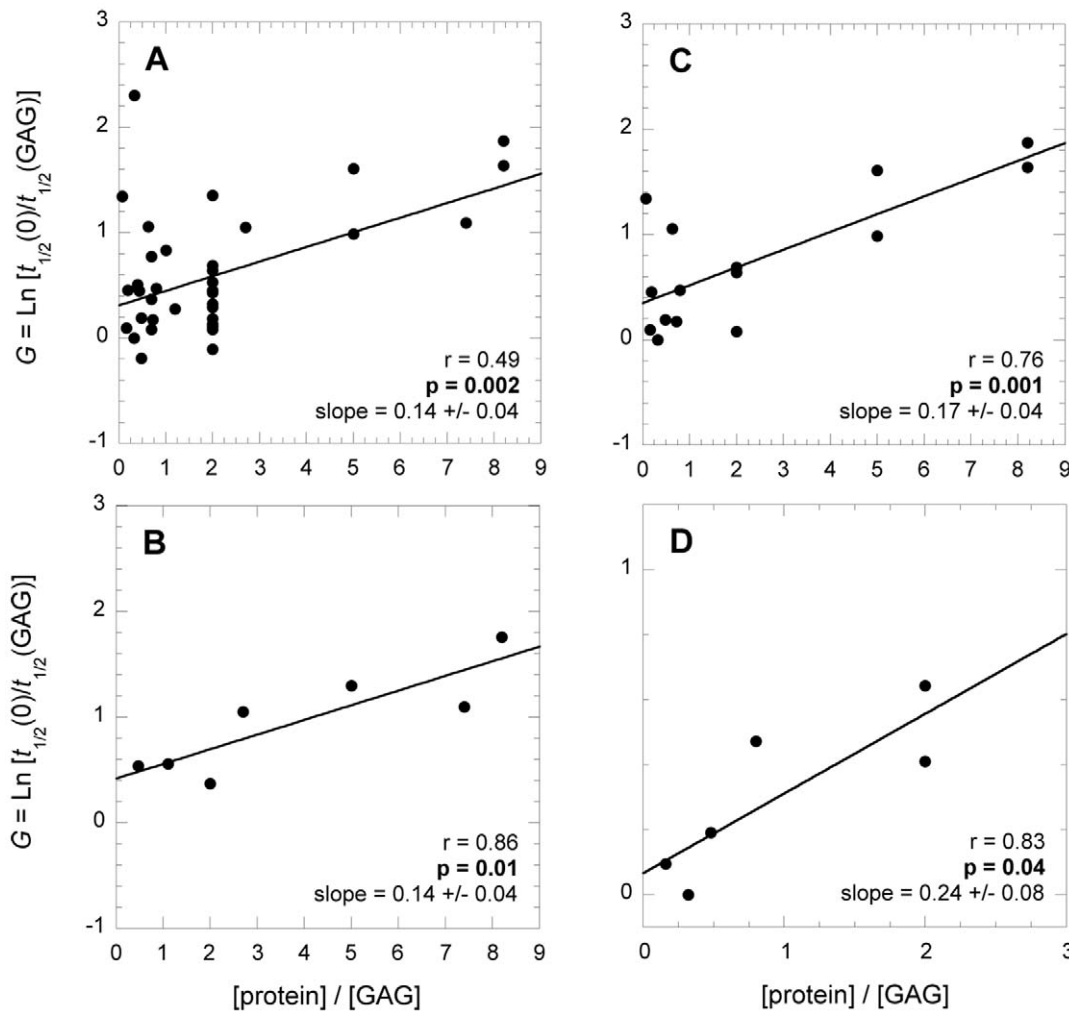 A
3
2
1
0
-1
G = Ln [t1/2(0)/t1/2(GAG)]
r = 0.49
p = 0.002
slope = 0.14 +/- 0.04
0 1 2 3 4 5 6 7 8 9
C
3
2
1
0
-1
r = 0.76
p = 0.001
slope = 0.17 +/- 0.04
0 1 2 3 4 5 6 7 8 9
B
3
2
1
0
-1
G = Ln [t1/2(0)/t1/2(GAG)]
r = 0.86
p = 0.01
slope = 0.14 +/- 0.04
0 1 2 3 4 5 6 7 8 9
[protein] / [GAG]
D
1
0
r = 0.83
p = 0.04
slope = 0.24 +/- 0.08
0 1 2 3
[protein] / [GAG]